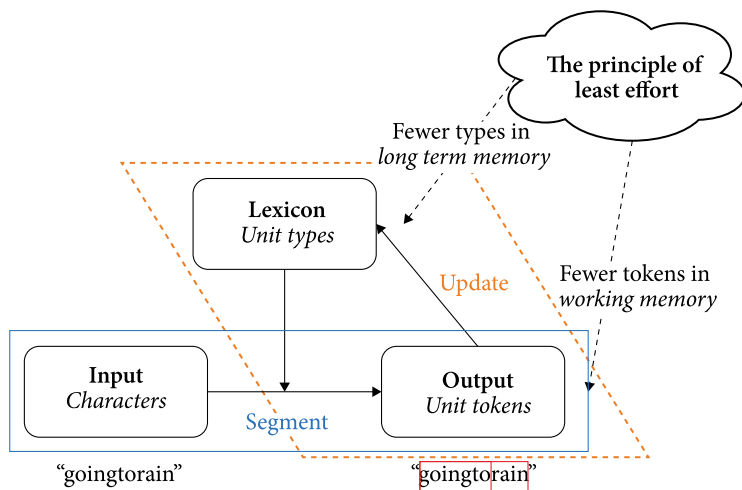 The principle of
least effort
Fewer types in
long term memory
Lexicon
Unit types
Update
Fewer tokens in
working memory
Input
Characters
Segment
Output
Unit tokens
“goingtorain”
“goingtorain”